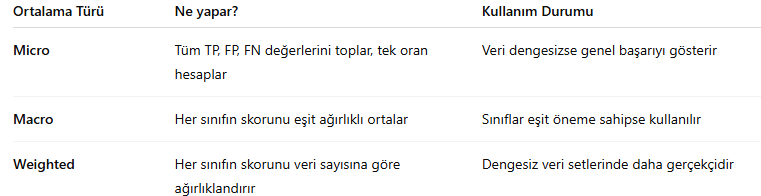 Ortalama Türü Ne yapar? Kullanım Durumu
Micro Tüm TP, FP, FN değerlerini toplar, tek oran hesaplar Veri dengesizse genel başarıyı gösterir
Macro Her sınıfın skorunu eşit ağırlıklı ortalar Sınıflar eşit öneme sahipse kullanılır
Weighted Her sınıfın skorunu veri sayısına göre ağırlıklandırır Dengesiz veri setlerinde daha gerçekçidir